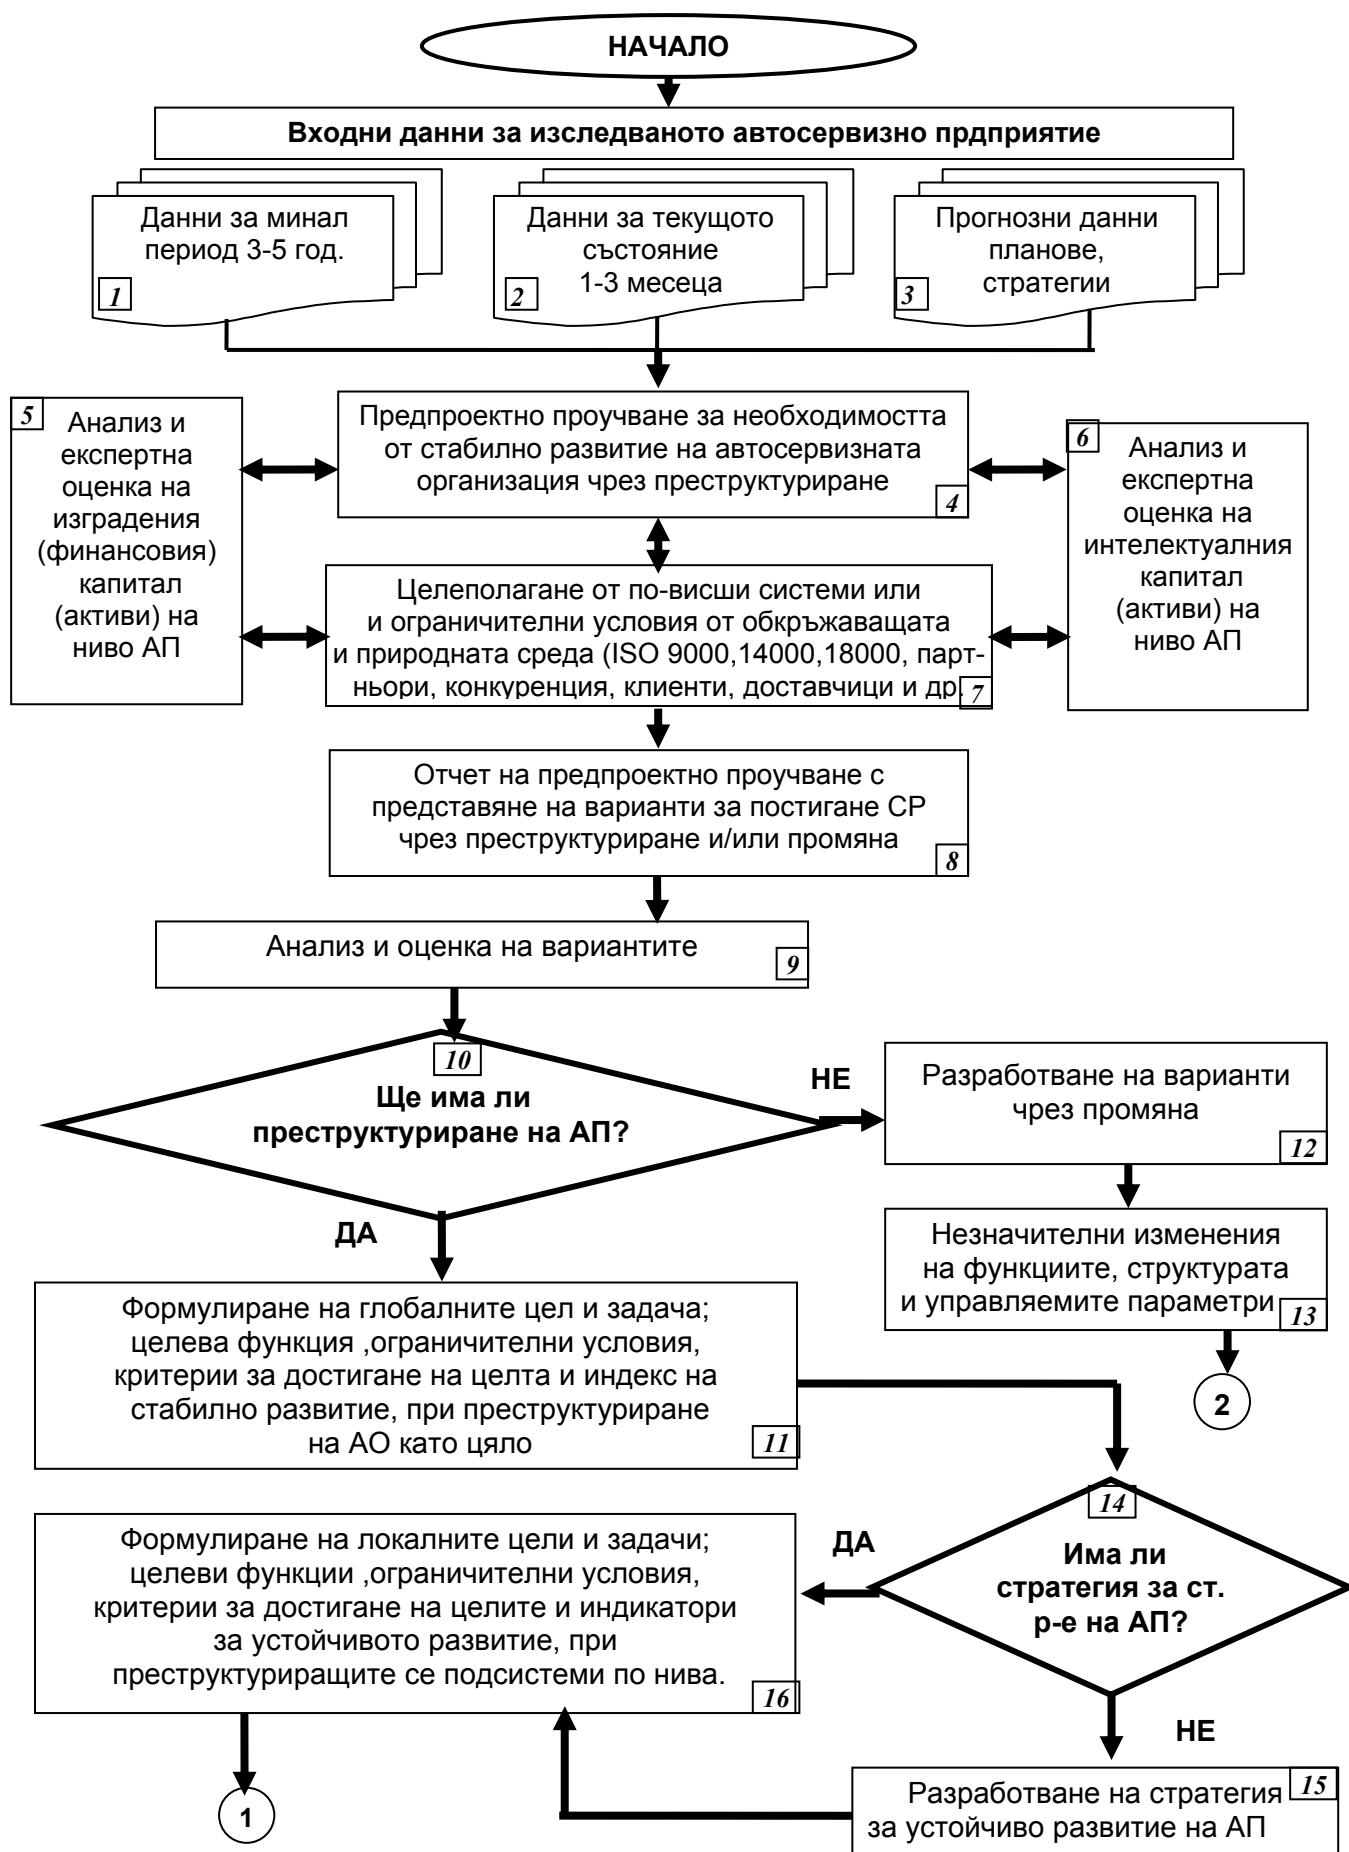 НАЧАЛО
Входни данни за изследваното автосервизно прдприятие
Данни за минал
период 3-5 год.
1
Данни за текущото
състояние
1-3 месеца
2
Прогнозни данни
планове,
стратегии
3
5
Анализ и
експертна
оценка на
изградения
(финансовия)
капитал
(активи) на
ниво АП
Предпроектно проучване за необходимостта
от стабилно развитие на автосервизната
организация чрез преструктуриране
4
6
Анализ и
експертна
оценка на
интелектуалния
капитал
(активи) на
ниво АП
Целеполагане от по-висши системи или
и ограничителни условия от обкръжаващата
и природната среда (ISO 9000,14000,18000, парт-
ньори, конкуренция, клиенти, доставчици и др.
7
Отчет на предпроектно проучване с
представяне на варианти за постигане СР
чрез преструктуриране и/или промяна
8
Анализ и оценка на вариантите
9
10
Ще има ли
преструктуриране на АП?
НЕ
ДА
Разработване на варианти
чрез промяна
12
Незначителни изменения
на функциите, структурата
и управляемите параметри
13
2
Формулиране на глобалните цел и задача;
целева функция ,ограничителни условия,
критерии за достигане на целта и индекс на
стабилно развитие, при преструктуриране
на АО като цяло
11
14
Има ли
стратегия за ст.
р-е на АП?
ДА
НЕ
Формулиране на локалните цели и задачи;
целеви функции ,ограничителни условия,
критерии за достигане на целите и индикатори
за устойчивото развитие, при
преструктуриращите се подсистеми по нива.
16
1
15
Разработване на стратегия
за устойчиво развитие на АП